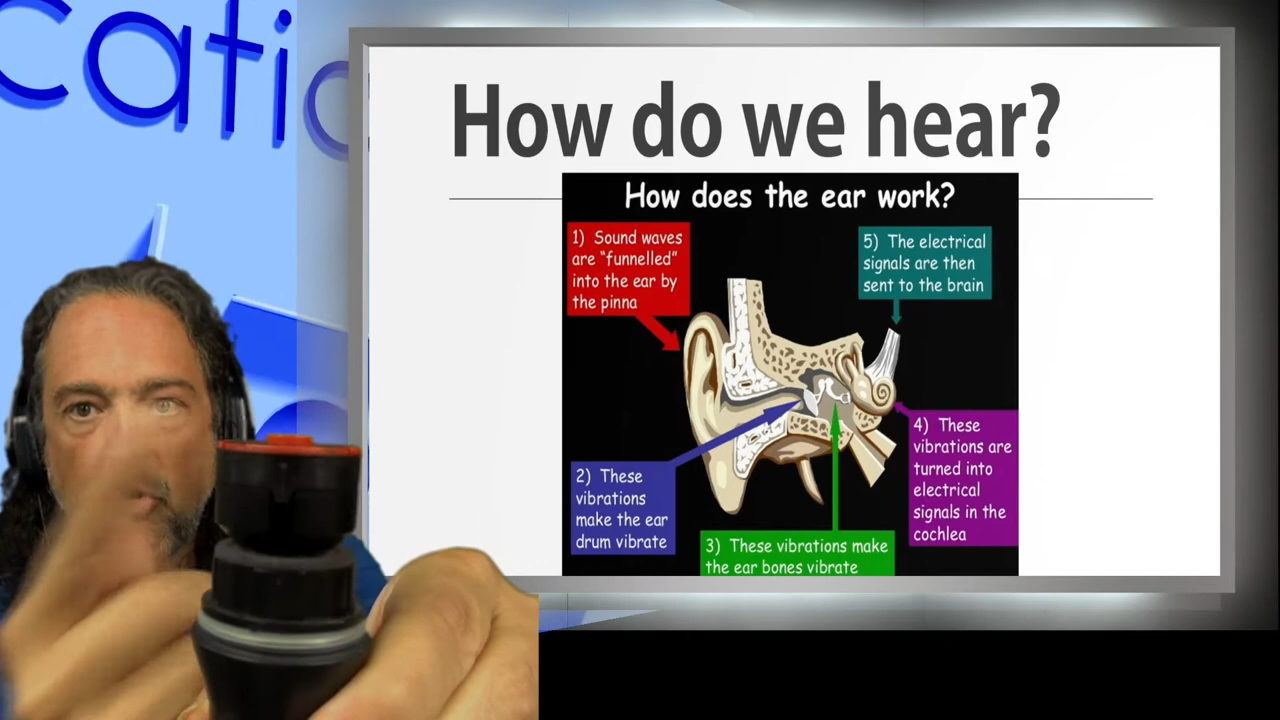 catio
How do we hear?
How does the ear work?
1) Sound waves
are “funnelled”
into the ear by
the pinna
5) The electrical
signals are then
sent to the brain
2) These
vibrations
make the ear
drum vibrate
3) These vibrations make
the ear bones vibrate
4) These
vibrations are
turned into
electrical
signals in the
cochlea